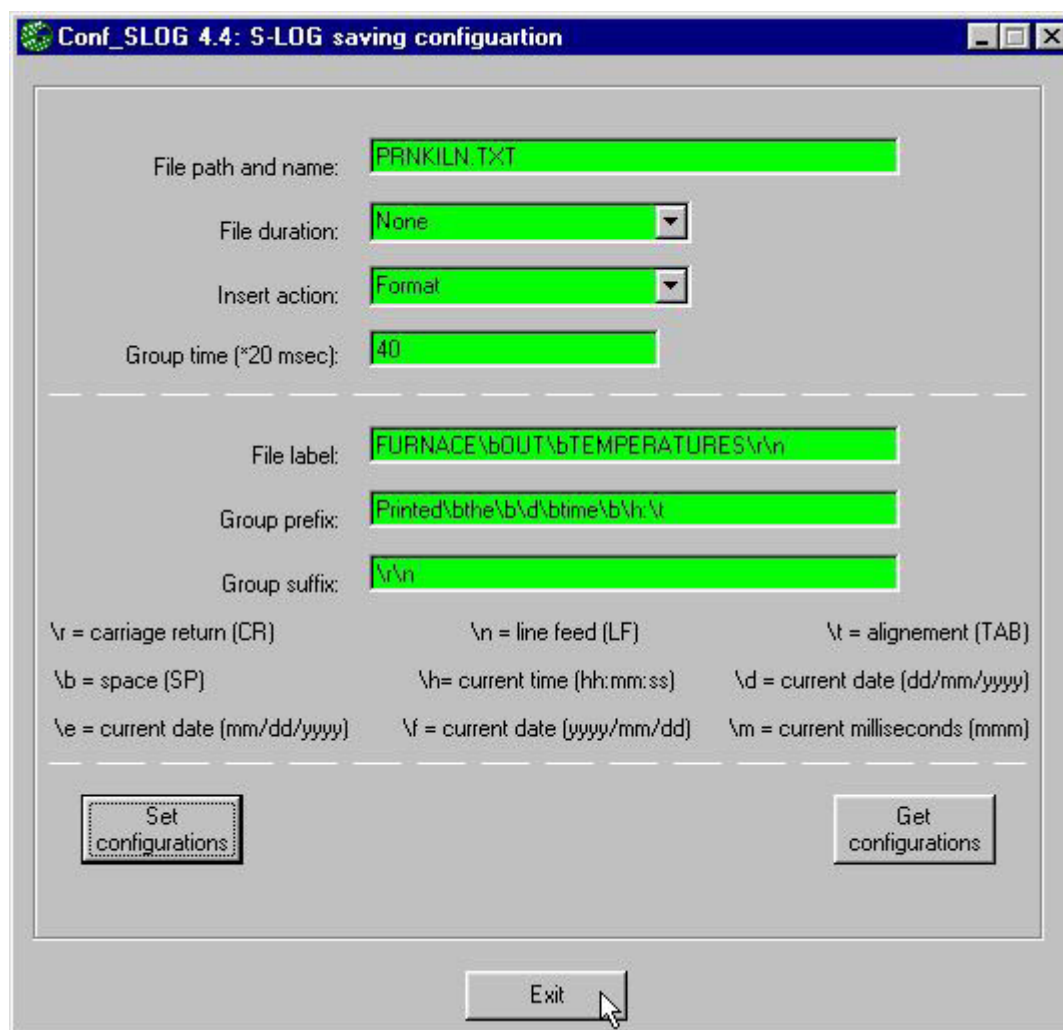 Conf_SLOG 4.4: S-LOG saving configuartion
File path and name: PRNKILN.TXT
File duration: None
Insert action: Format
Group time (*20 msec): 40
File label: FURNACE\bOUT\bTEMPERATURES\r\n
Group prefix: Printed\bthe\b\d\btime\b\h:\t
Group suffix: \r\n
\r = carriage return (CR) \n = line feed (LF) \t = alignement (TAB)
\b = space (SP) \h= current time (hh:mm:ss) \d = current date (dd/mm/yyyy)
\e = current date (mm/dd/yyyy) \f = current date (yyyy/mm/dd) \m = current milliseconds (mmm)
Set
configurations
Get
configurations
Exit